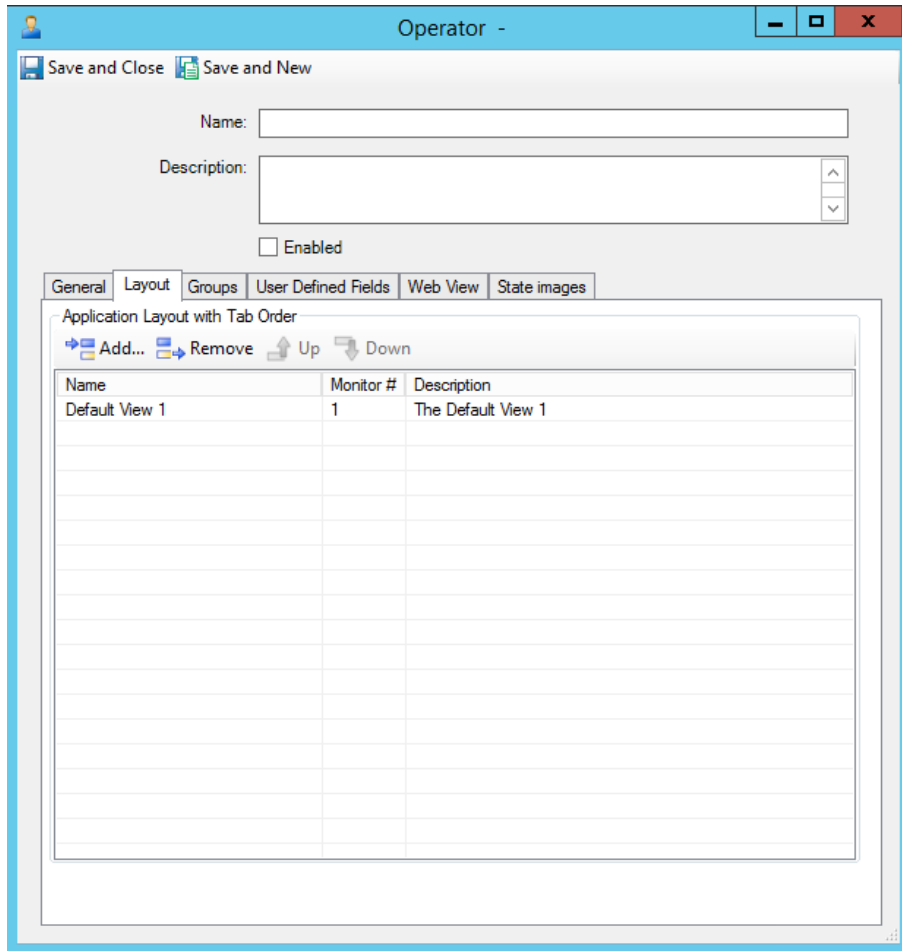 Operator -
Save and Close Save and New
Name:
Description:
Enabled
General Layout Groups User Defined Fields Web View State images
Application Layout with Tab Order
Add... Remove Up Down
Name Monitor # Description
Default View 1 1 The Default View 1